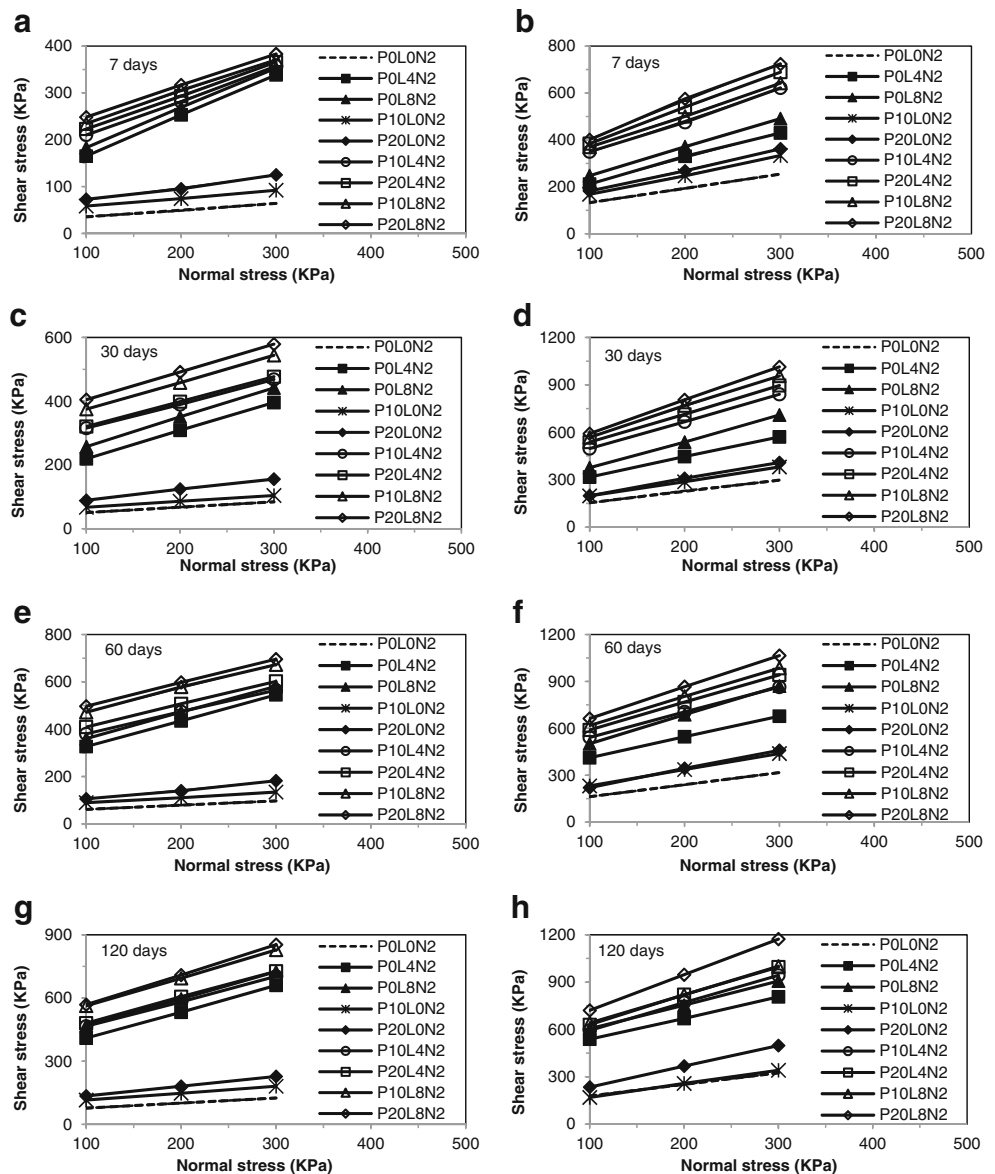 a
7 days
400
300
200
100
0
100 200 300 400 500
Shear stress (KPa)
Normal stress (KPa)
P0L0N2
P0L4N2
P0L8N2
P10L0N2
P20L0N2
P10L4N2
P20L4N2
P10L8N2
P20L8N2
b
7 days
800
600
400
200
0
100 200 300 400 500
Shear stress (KPa)
Normal stress (KPa)
P0L0N2
P0L4N2
P0L8N2
P10L0N2
P20L0N2
P10L4N2
P20L4N2
P10L8N2
P20L8N2
c
30 days
600
400
200
0
100 200 300 400 500
Shear stress (KPa)
Normal stress (KPa)
P0L0N2
P0L4N2
P0L8N2
P10L0N2
P20L0N2
P10L4N2
P20L4N2
P10L8N2
P20L8N2
d
30 days
1200
900
600
300
0
100 200 300 400 500
Shear stress (KPa)
Normal stress (KPa)
P0L0N2
P0L4N2
P0L8N2
P10L0N2
P20L0N2
P10L4N2
P20L4N2
P10L8N2
P20L8N2
e
60 days
800
600
400
200
0
100 200 300 400 500
Shear stress (KPa)
Normal stress (KPa)
P0L0N2
P0L4N2
P0L8N2
P10L0N2
P20L0N2
P10L4N2
P20L4N2
P10L8N2
P20L8N2
f
60 days
1200
900
600
300
0
100 200 300 400 500
Shear stress (KPa)
Normal stress (KPa)
P0L0N2
P0L4N2
P0L8N2
P10L0N2
P20L0N2
P10L4N2
P20L4N2
P10L8N2
P20L8N2
g
120 days
900
600
300
0
100 200 300 400 500
Shear stress (KPa)
Normal stress (KPa)
P0L0N2
P0L4N2
P0L8N2
P10L0N2
P20L0N2
P10L4N2
P20L4N2
P10L8N2
P20L8N2
h
120 days
1200
900
600
300
0
100 200 300 400 500
Shear stress (KPa)
Normal stress (KPa)
P0L0N2
P0L4N2
P0L8N2
P10L0N2
P20L0N2
P10L4N2
P20L4N2
P10L8N2
P20L8N2